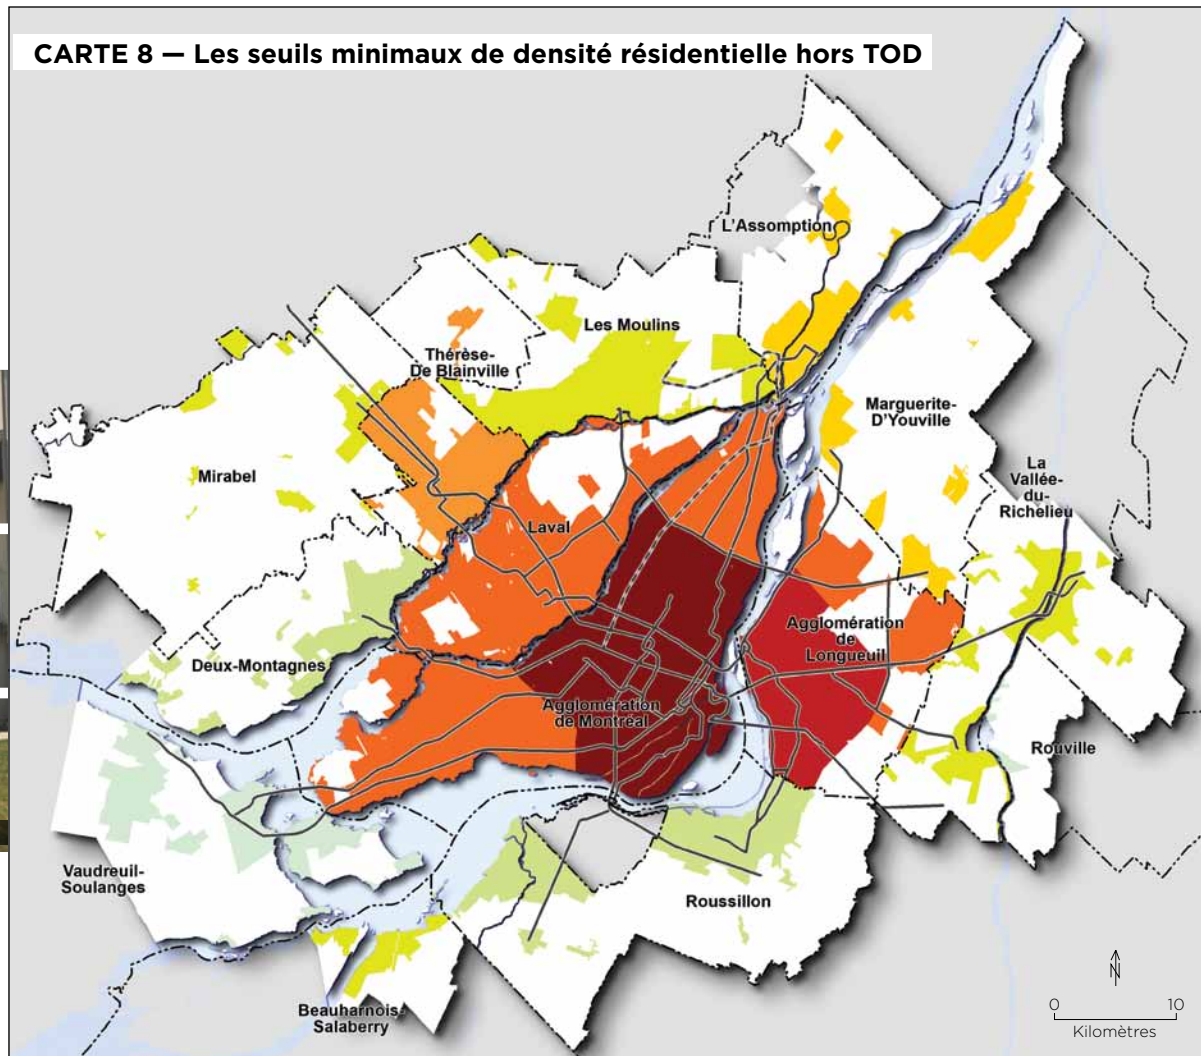 CARTE 8 — Les seuils minimaux de densité résidentielle hors TOD
L'Assomption
Les Moulins
Thérèse-
De Blainville
Marguerite-
D'Youville
La
Vallée-
du-
Richelieu
Mirabel
Laval
Agglomération
de
Longueuil
Deux-Montagnes
Agglomération
de Montréal
Rouville
Vaudreuil-
Soulanges
Roussillon
Beauharnois-
Salaberry
N
0 10
Kilomètres